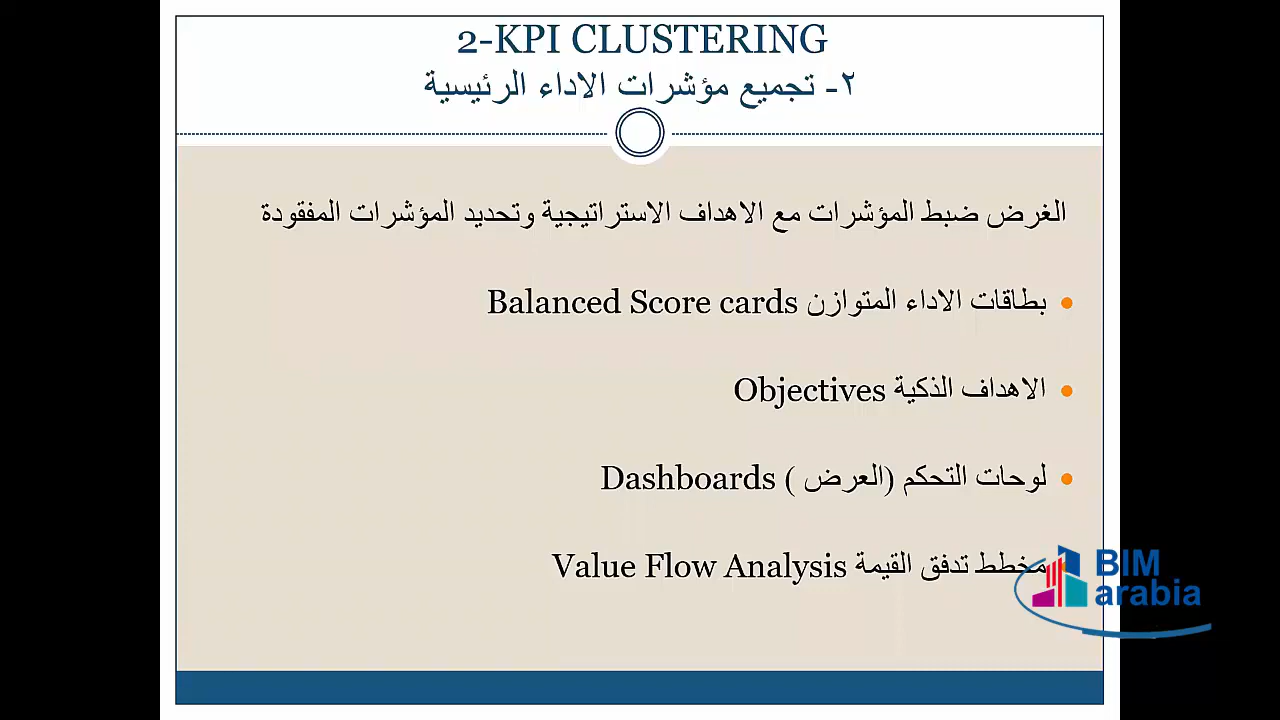 2-KPI CLUSTERING
٢- تجميع مؤشرات الاداء الرئيسية
الغرض ضبط المؤشرات مع الاهداف الاستراتيجية وتحديد المؤشرات المفقودة
بطاقات الاداء المتوازن Balanced Score cards
الاهداف الذكية Objectives
لوحات التحكم (العرض ) Dashboards
مخطط تدفق القيمة Value Flow Analysis
BIM
arabia